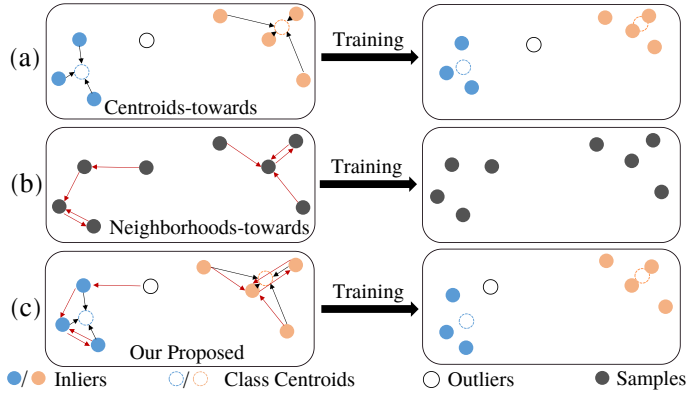 (a)
Centroids-towards
Training
(b)
Neighborhoods-towards
Training
(c)
Our Proposed
Training
/ Inliers
/ Class Centroids
Outliers
Samples